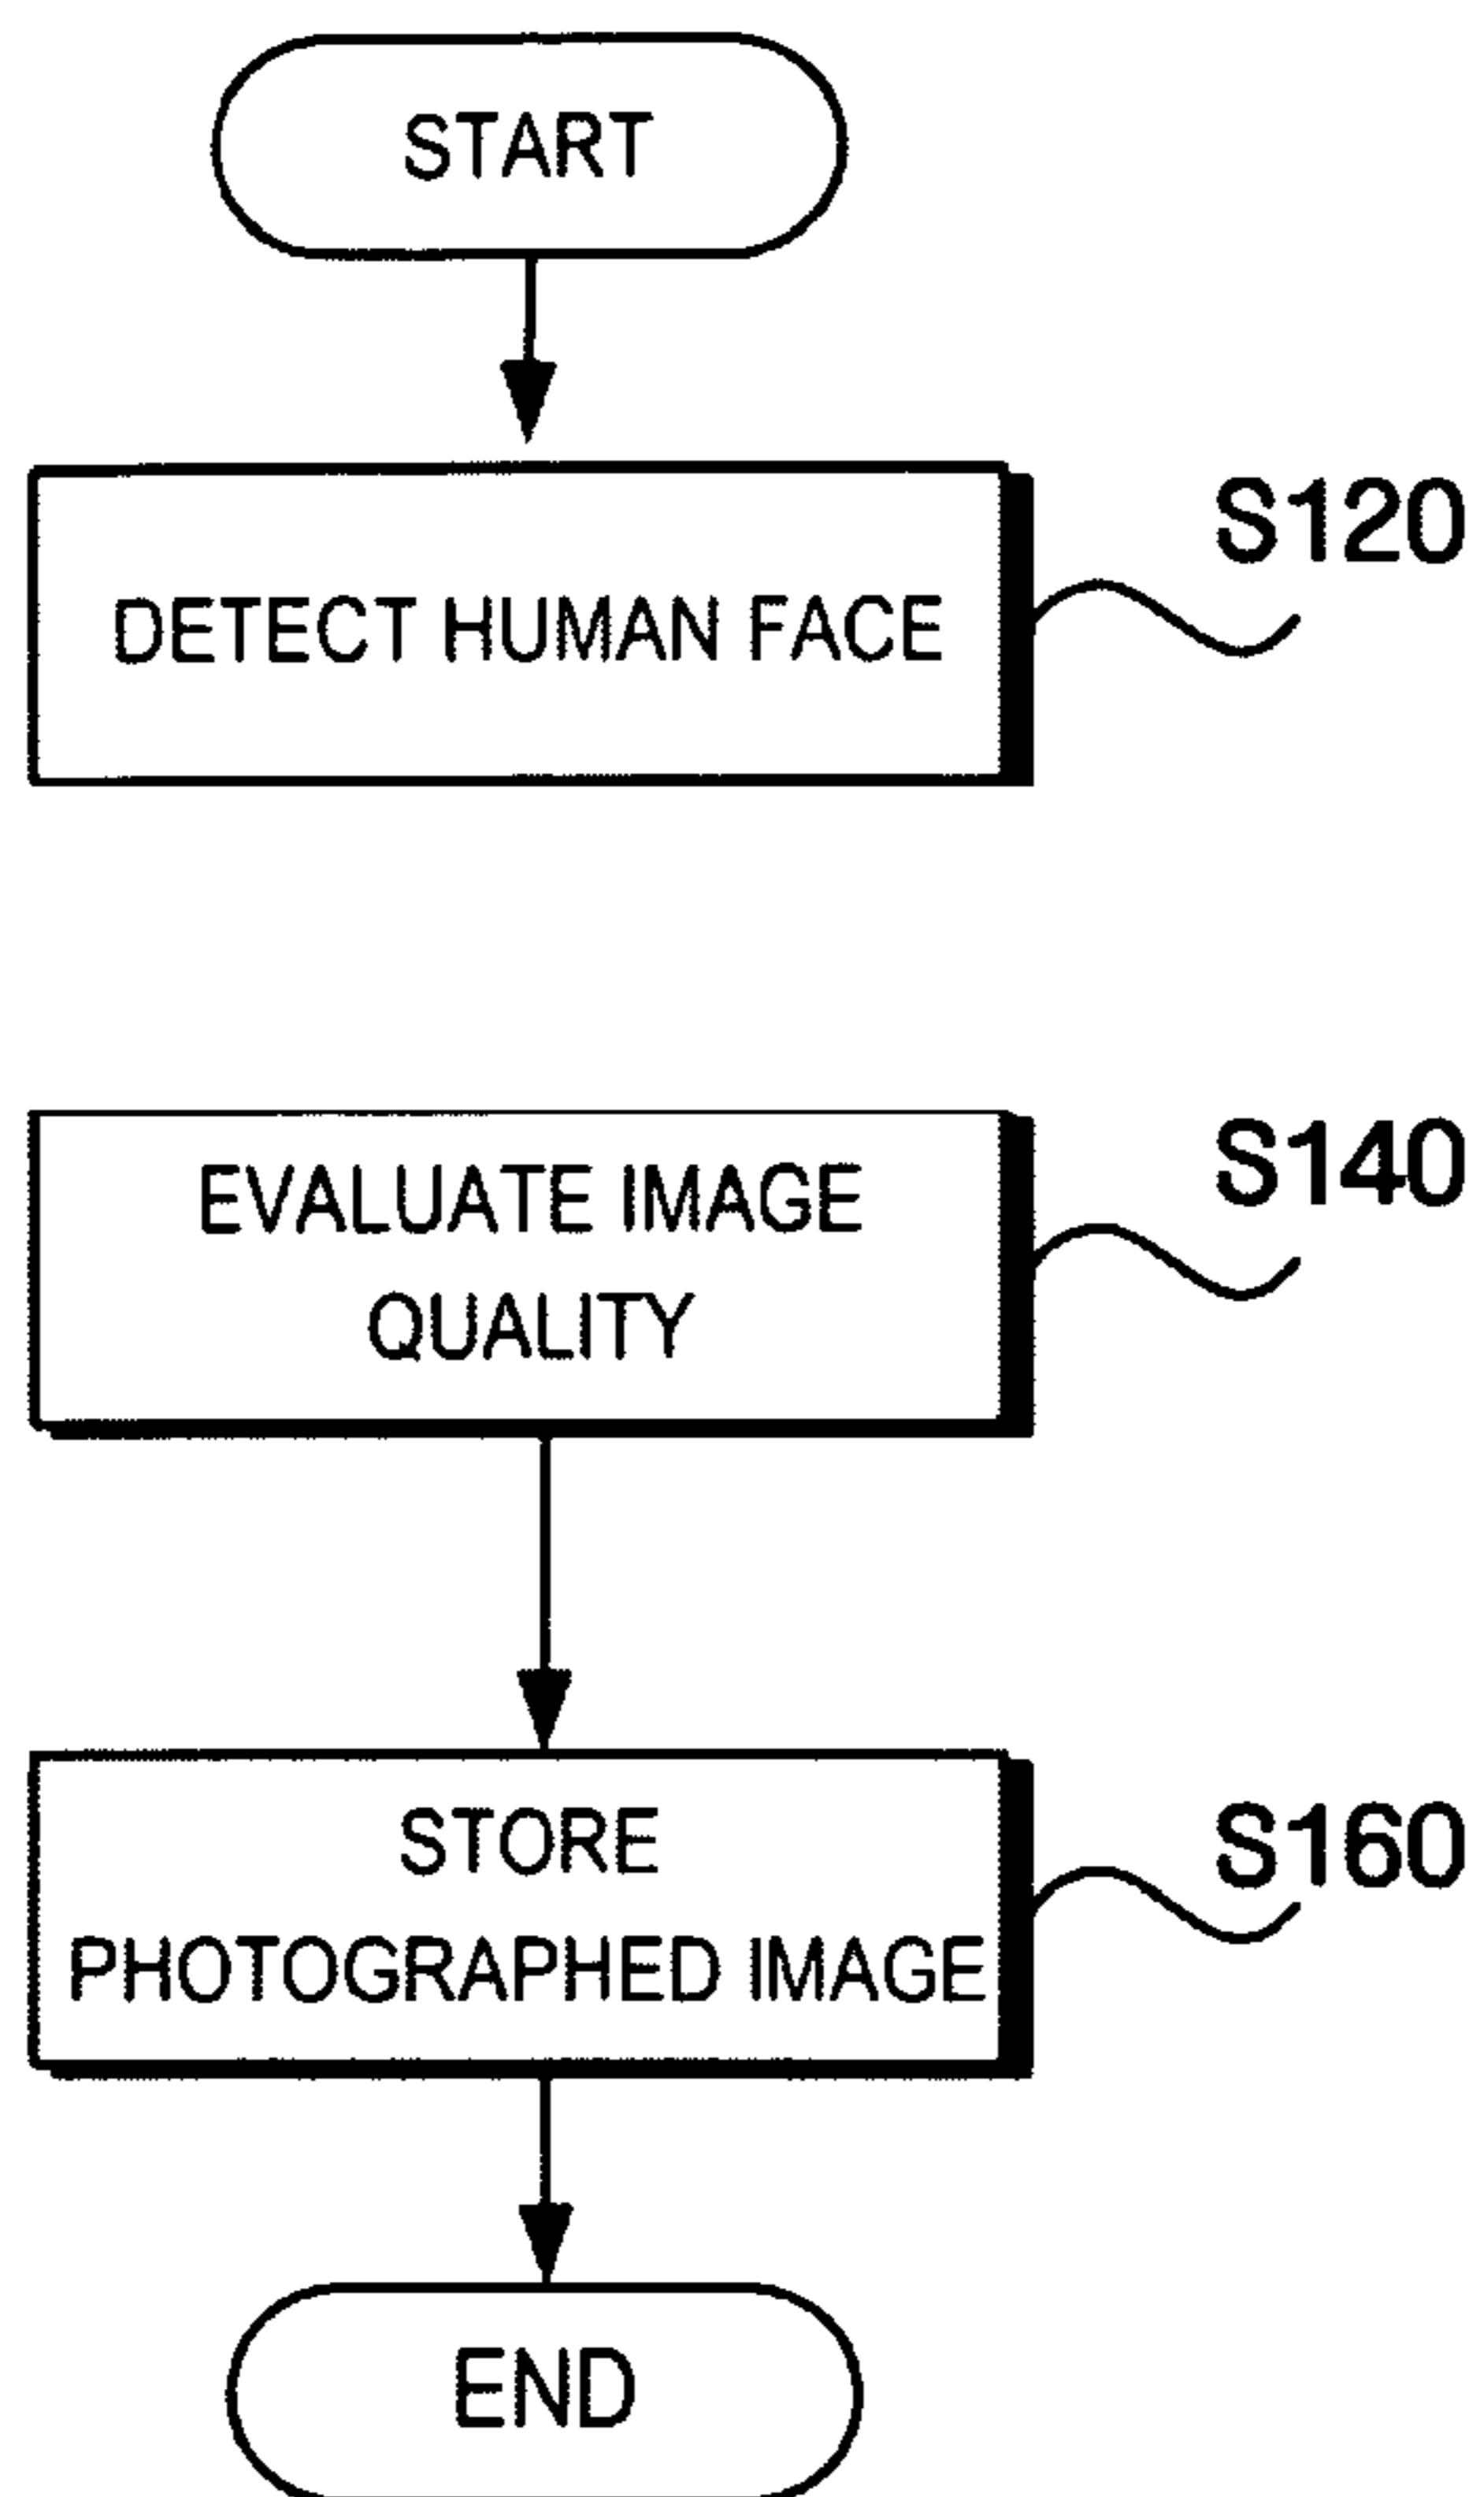 START
S120
DETECT HUMAN FACE
S140
EVALUATE IMAGE
QUALITY
S160
STORE
PHOTOGRAPHED IMAGE
END